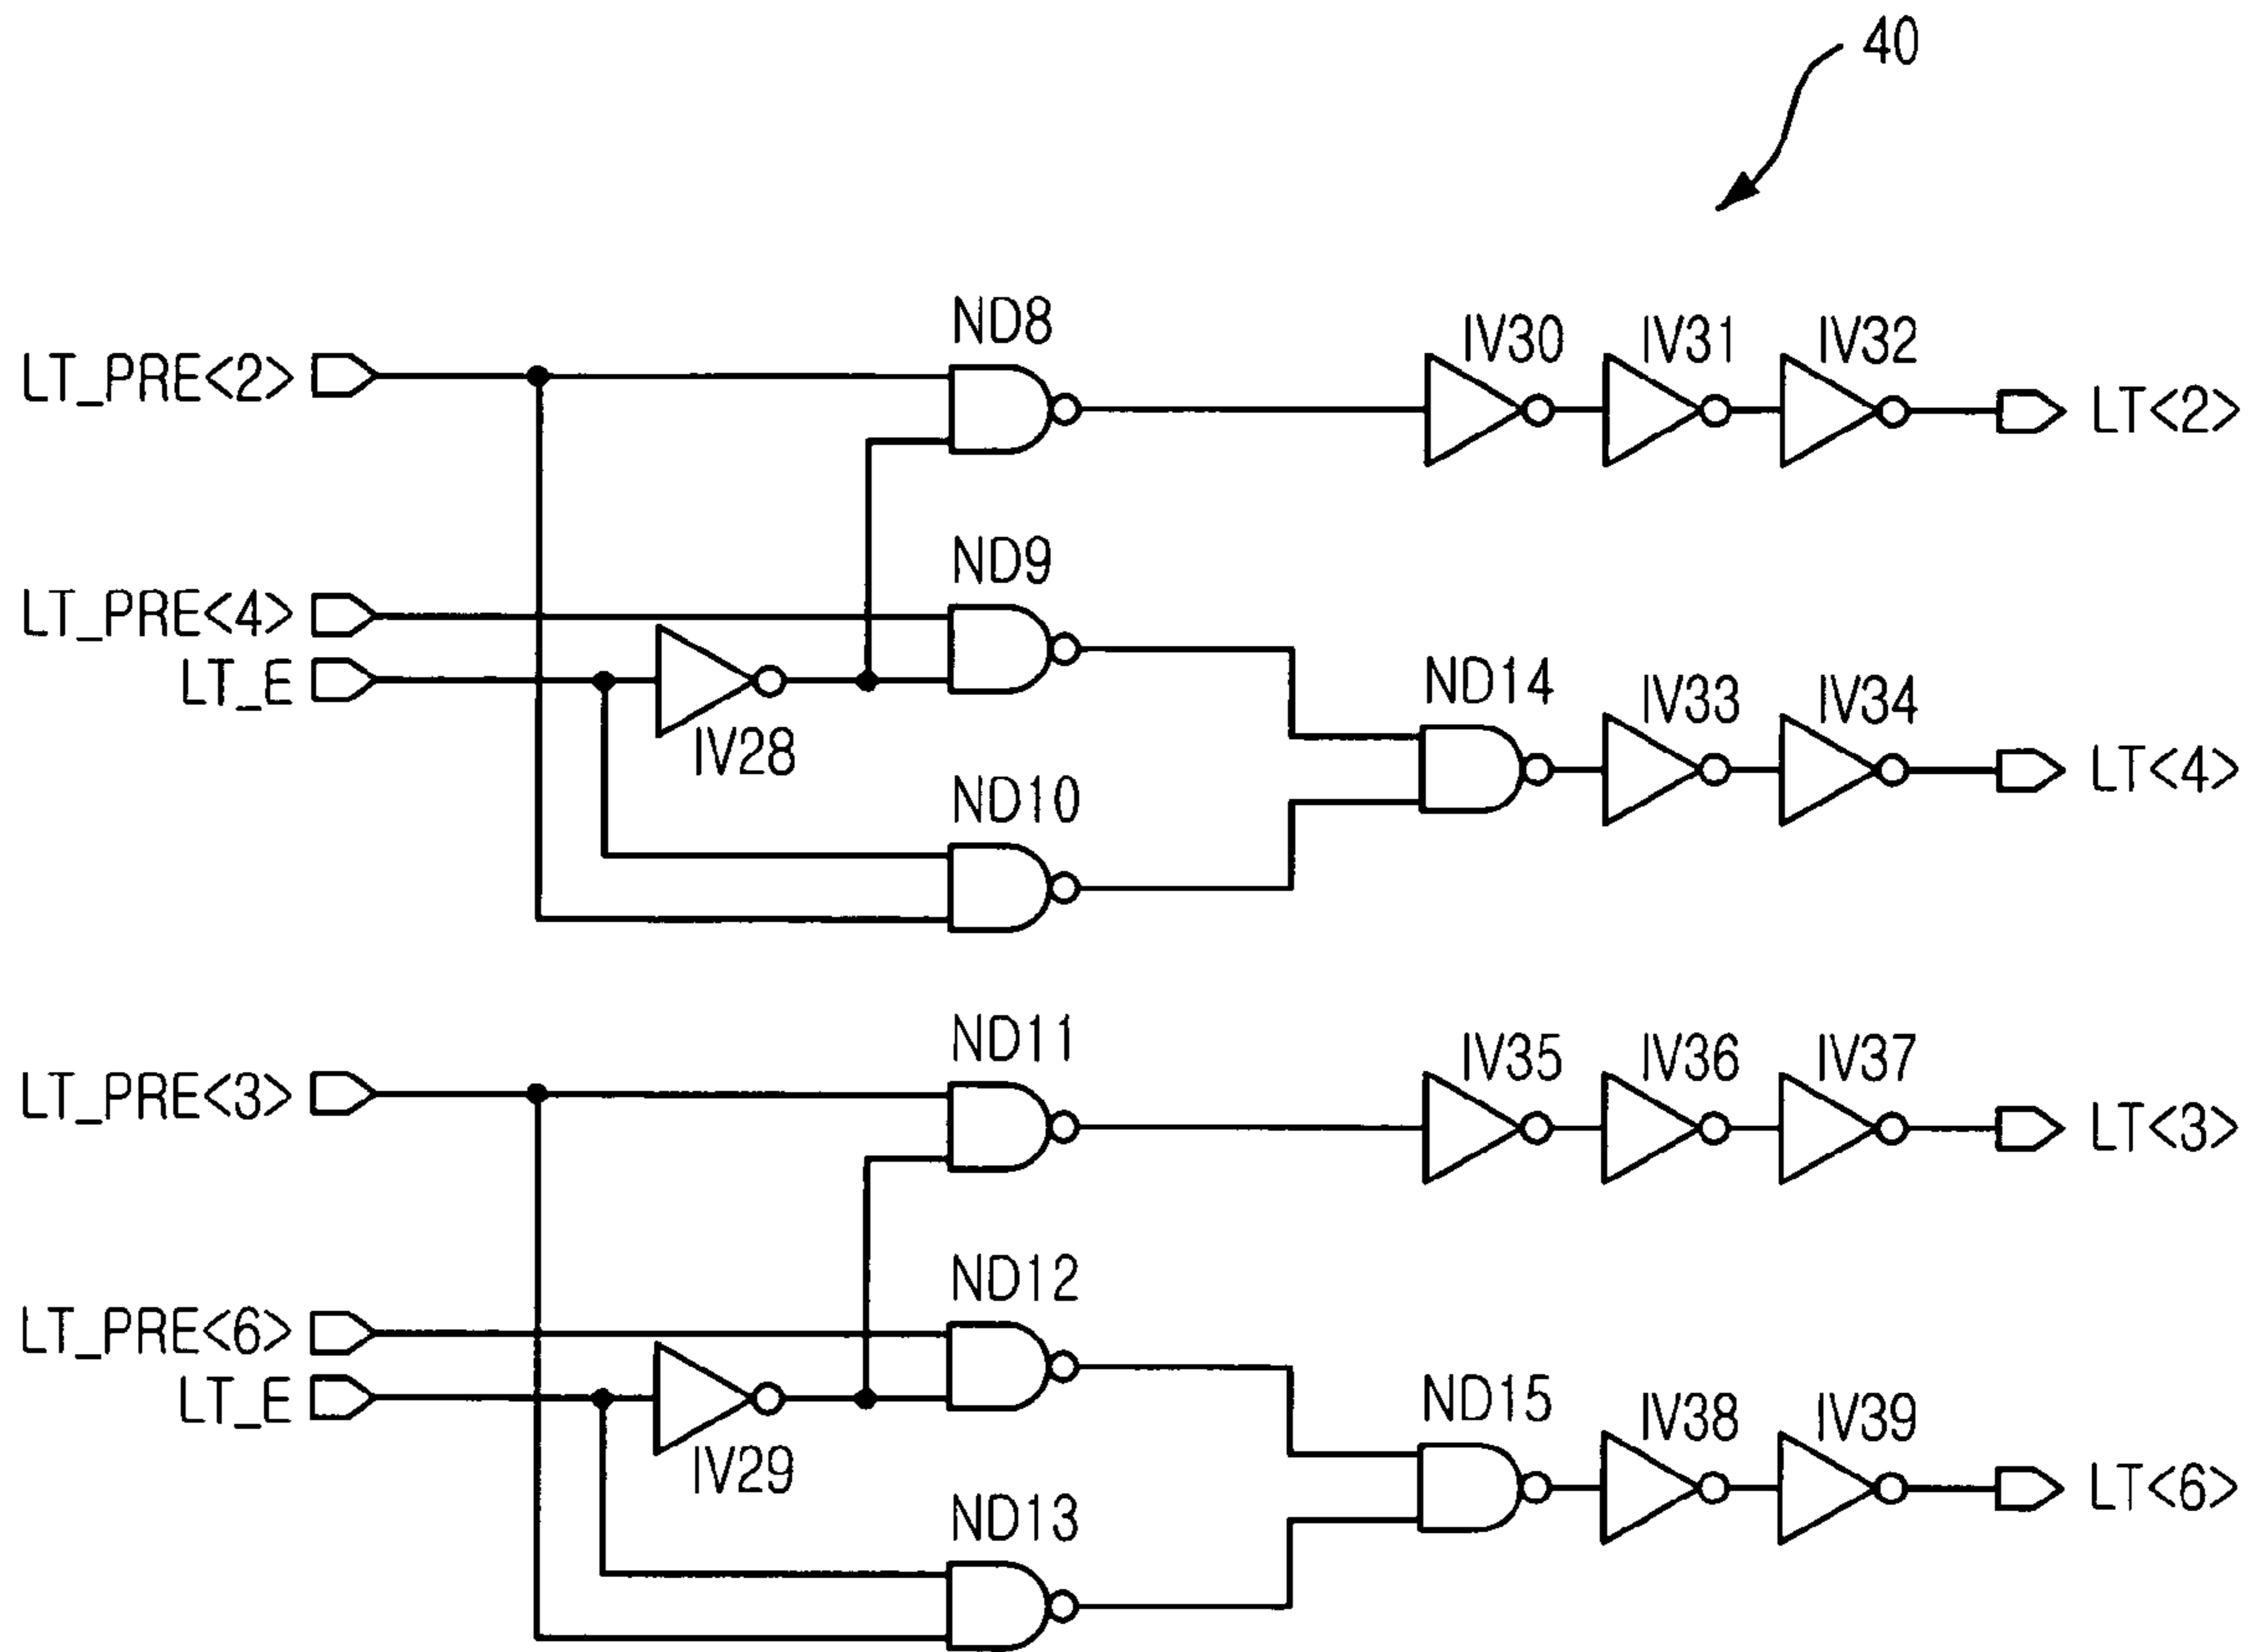 40
ND8
IV30 IV31 IV32
LT_PRE<2> LT<2>
ND9
LT_PRE<4>
LT_E
ND14 IV33 IV34
IV28
LT<4>
ND10
ND11
IV35 IV36 IV37
LT_PRE<3> LT<3>
ND12
LT_PRE<6>
LT_E
ND15 IV38 IV39
IV29
LT<6>
ND13